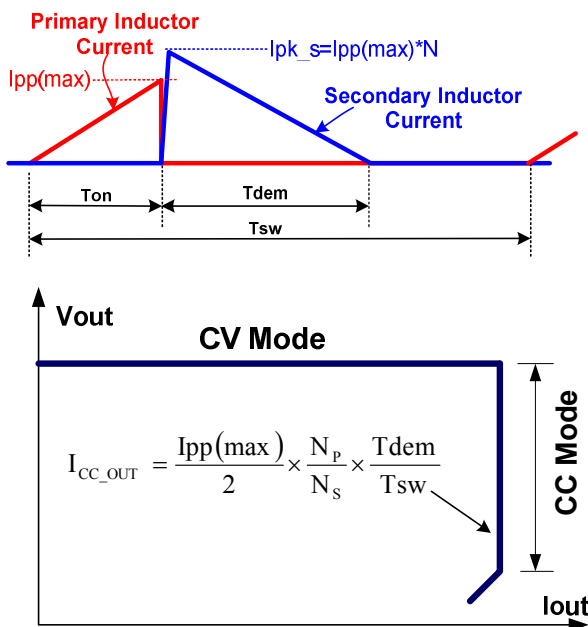 Primary Inductor
Current
Ipk_s=Ipp(max)*N
Ipp(max)
Secondary Inductor
Current
Ton
Tdem
Tsw
Vout
CV Mode
I_CC_OUT = Ipp(max)/2 × N_P/N_S × Tdem/Tsw
CC Mode
Iout